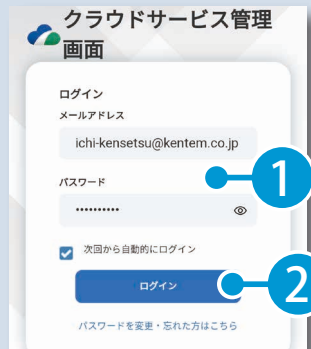 クラウドサービス管理
画面
ログイン
メールアドレス
ichi-kensetsu@kentem.co.jp
1
パスワード
••••••••••
次回から自動的にログイン
ログイン
2
パスワードを変更・忘れた方はこちら